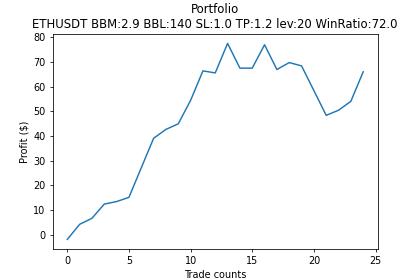 Portfolio
ETHUSDT BBM:2.9 BBL:140 SL:1.0 TP:1.2 lev:20 WinRatio:72.0
80
70
60
50
40
30
20
10
0
Profit ($)
0 5 10 15 20 25
Trade counts